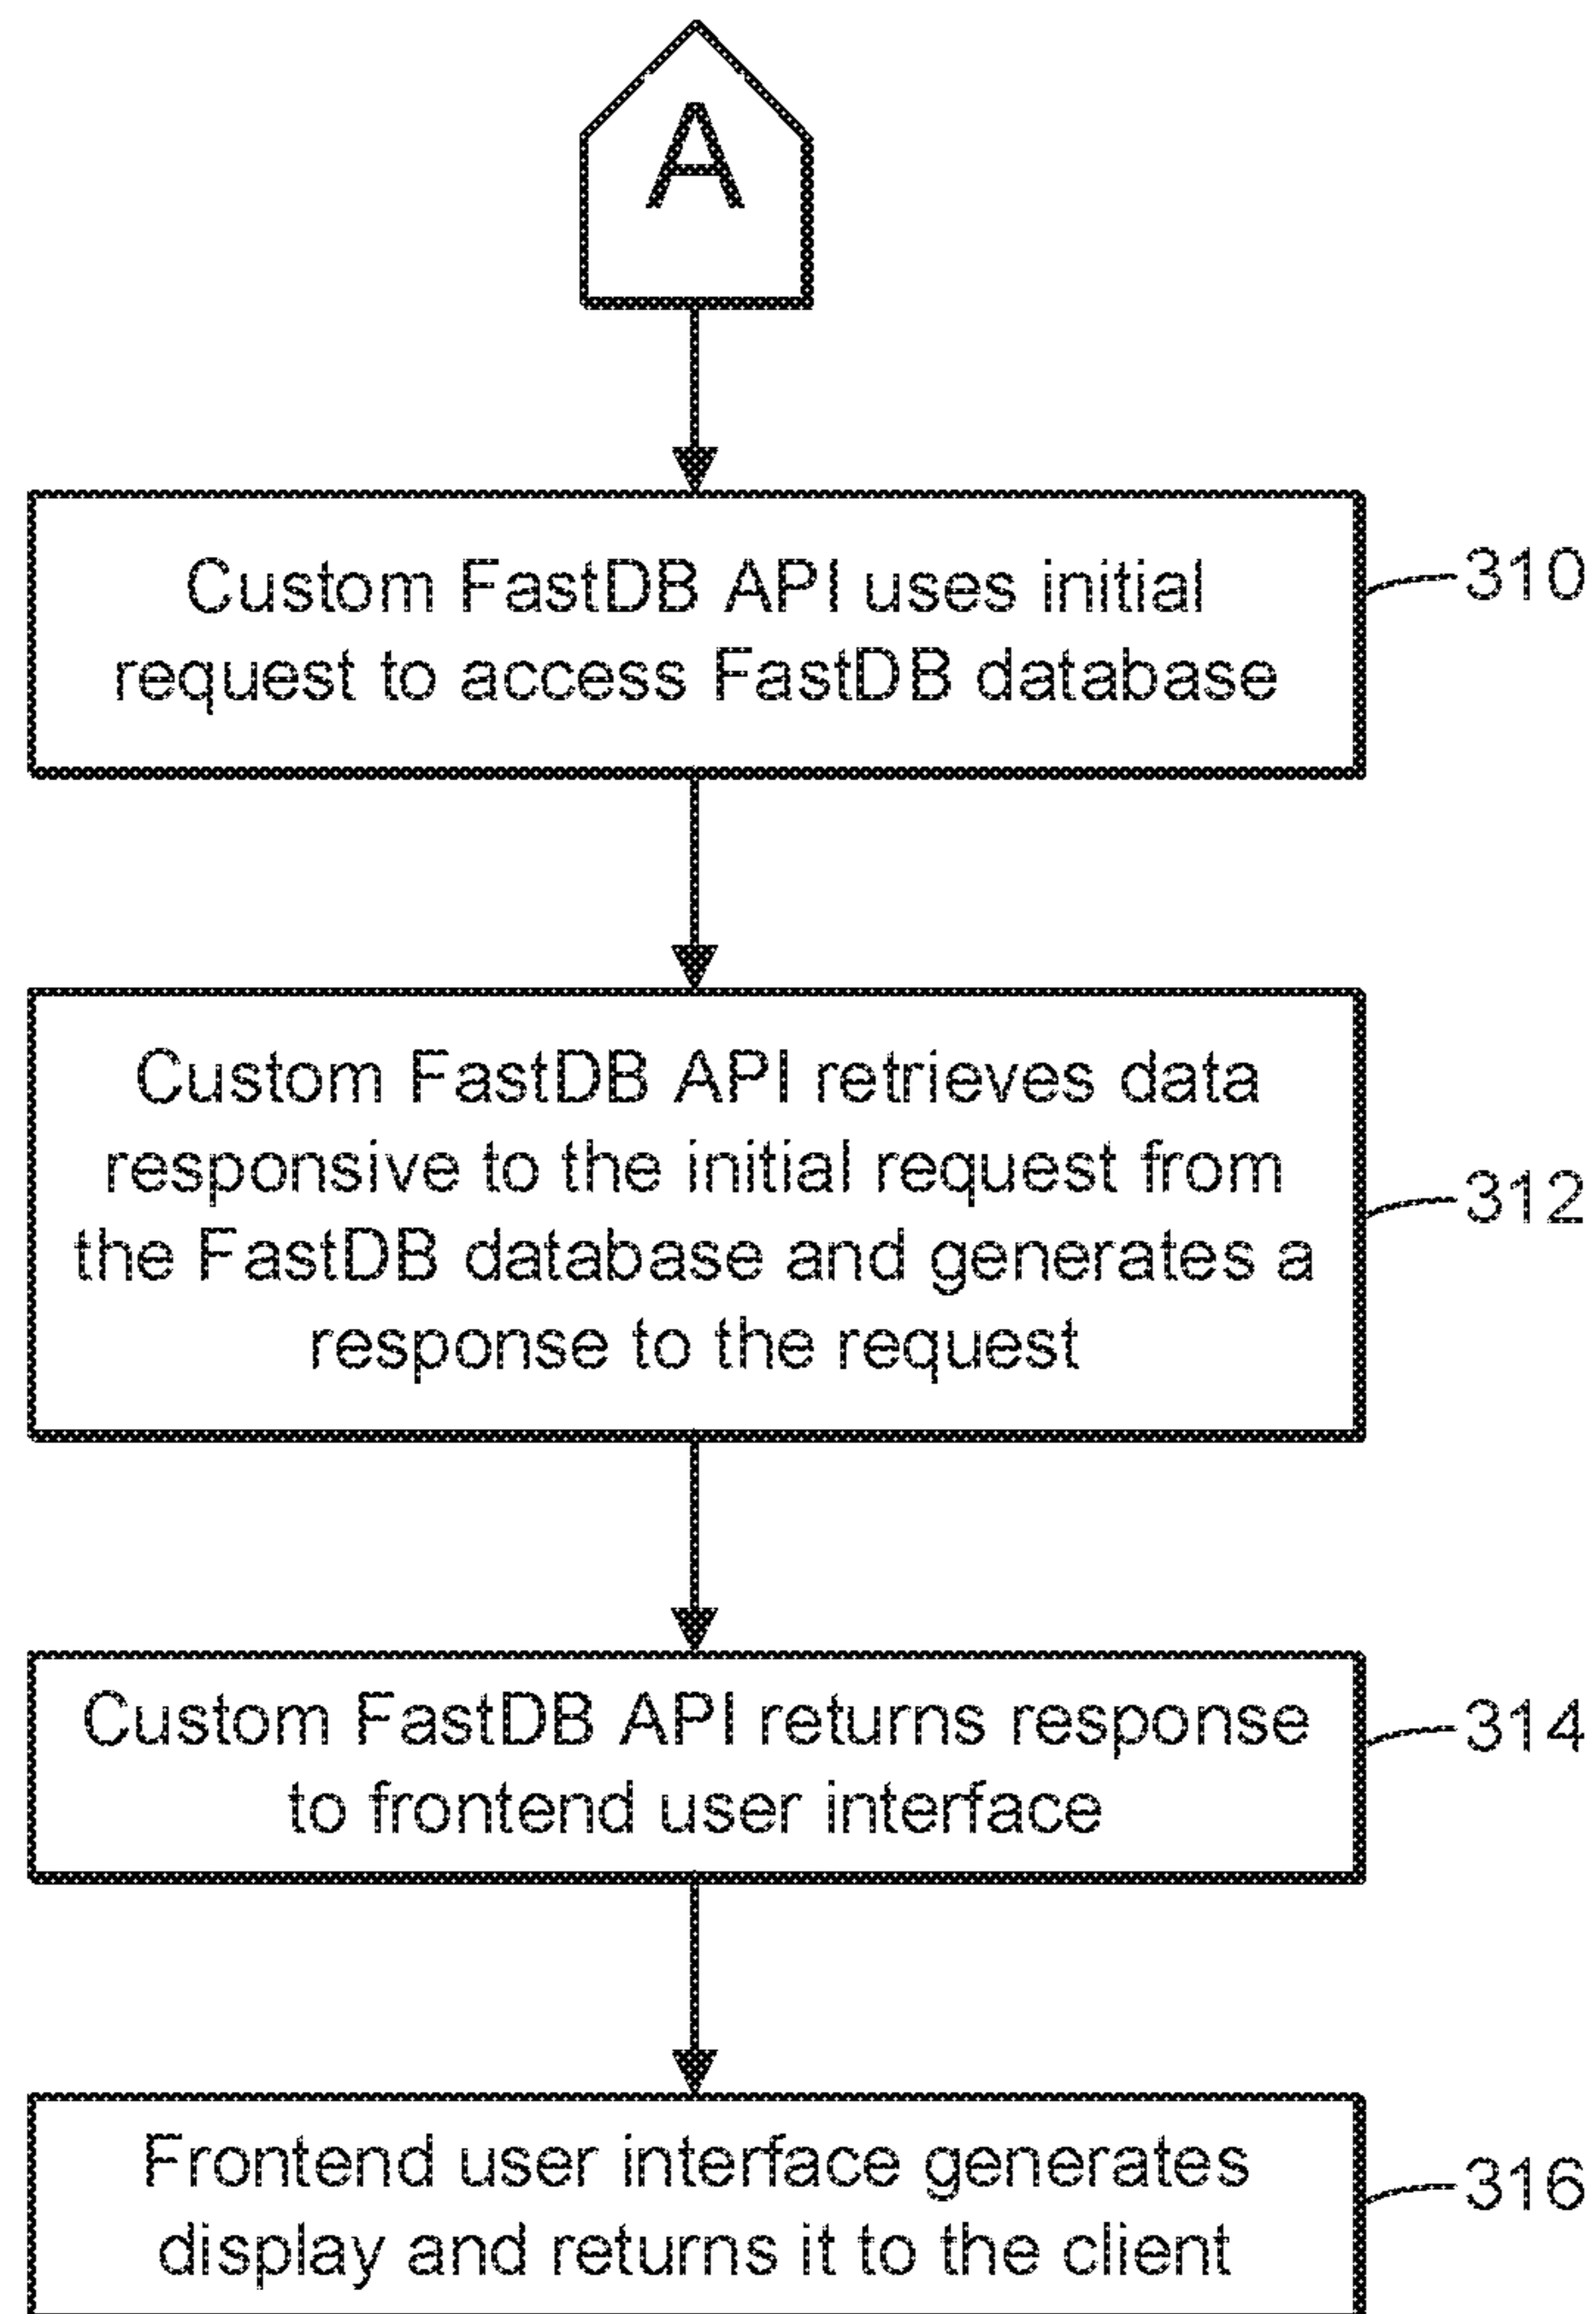 A
Custom FastDB API uses initial
request to access FastDB database
310
Custom FastDB API retrieves data
responsive to the initial request from
the FastDB database and generates a
response to the request
312
Custom FastDB API returns response
to frontend user interface
314
Frontend user interface generates
display and returns it to the client
316